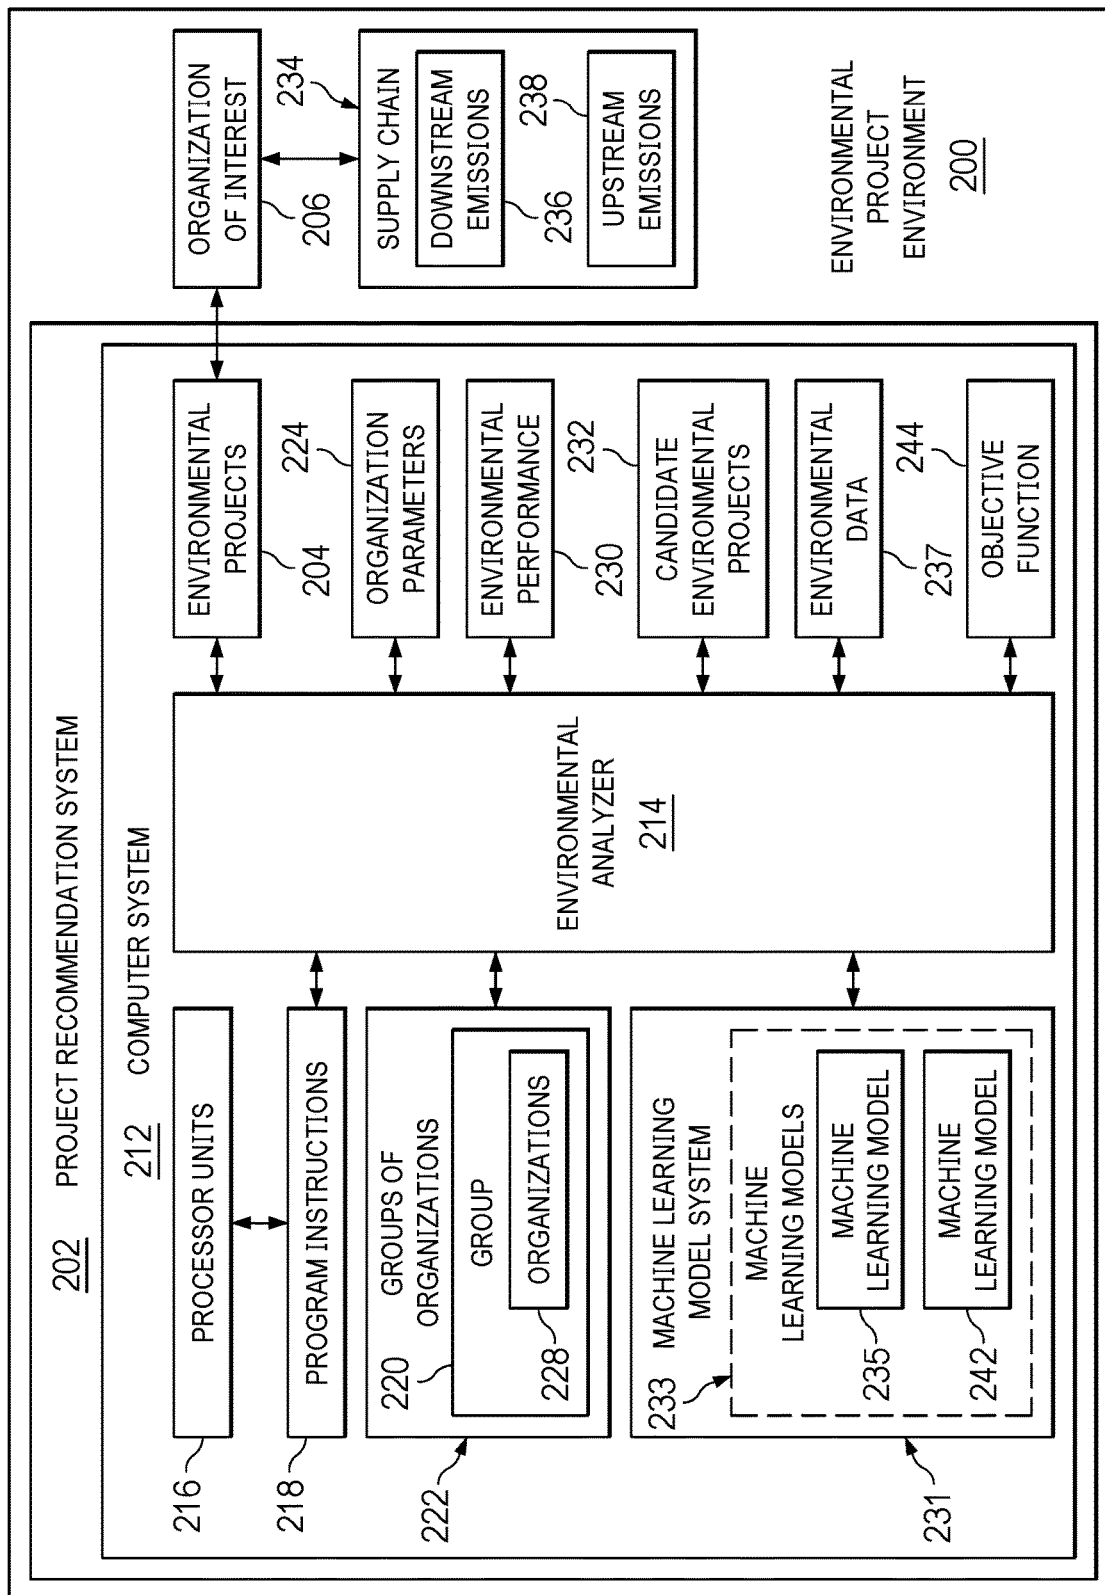 202
PROJECT RECOMMENDATION SYSTEM
212
COMPUTER SYSTEM
216
PROCESSOR UNITS
218
PROGRAM INSTRUCTIONS
222
GROUPS OF
ORGANIZATIONS
220
GROUP
228
ORGANIZATIONS
231
MACHINE LEARNING
MODEL SYSTEM
233
MACHINE
LEARNING MODELS
235
MACHINE
LEARNING MODEL
242
MACHINE
LEARNING MODEL
ENVIRONMENTAL
ANALYZER
214
ENVIRONMENTAL
PROJECTS
204
ORGANIZATION
PARAMETERS
224
ENVIRONMENTAL
PERFORMANCE
230
CANDIDATE
ENVIRONMENTAL
PROJECTS
232
ENVIRONMENTAL
DATA
237
OBJECTIVE
FUNCTION
244
ORGANIZATION
OF INTEREST
206
234
SUPPLY CHAIN
DOWNSTREAM
EMISSIONS
236
UPSTREAM
EMISSIONS
238
ENVIRONMENTAL
PROJECT
ENVIRONMENT
200